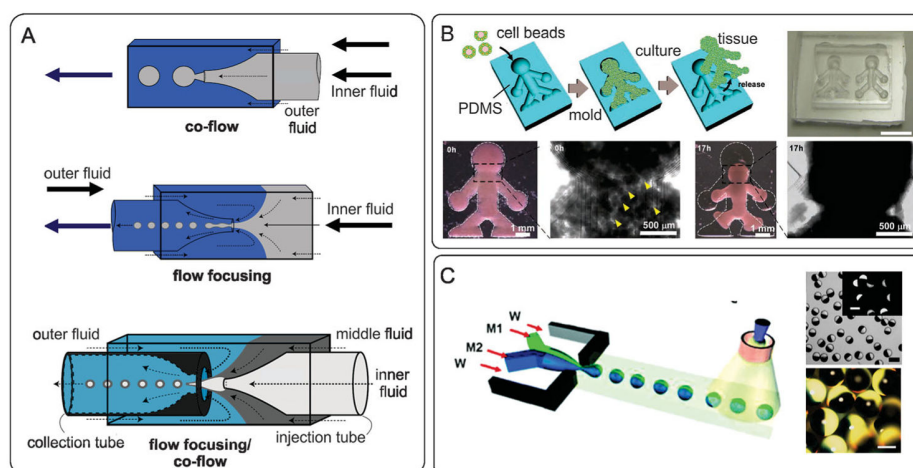 A
Inner fluid
outer
fluid
co-flow
outer fluid
Inner fluid
flow focusing
outer fluid
middle fluid
inner
fluid
collection tube
injection tube
flow focusing/
co-flow
B
cell beads
culture
tissue
release
PDMS
mold
0h
1 mm
0h
500 µm
17h
1 mm
17h
500 µm
C
W
M1
M2
W